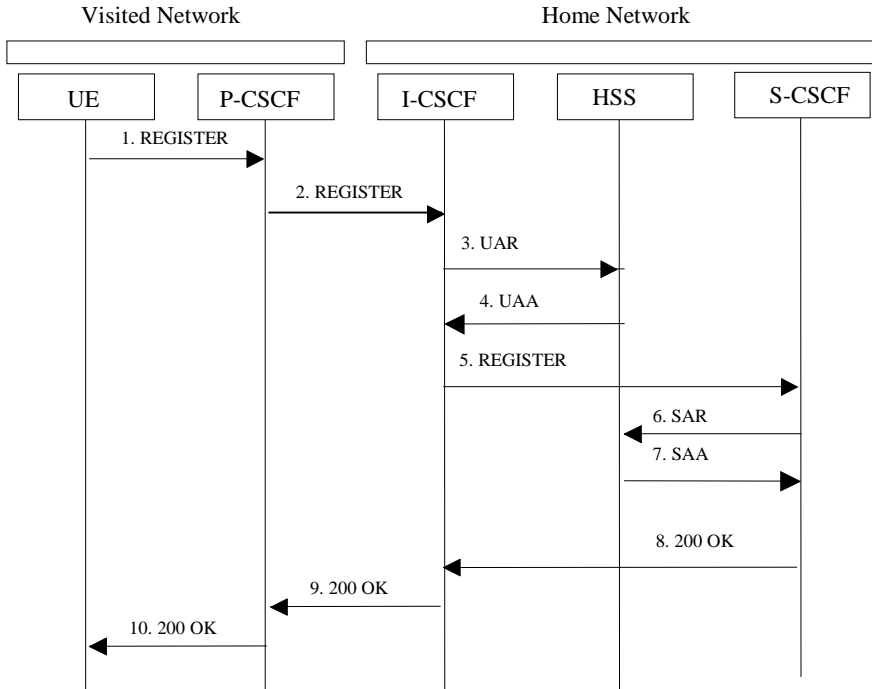 Visited Network
Home Network
UE
P-CSCF
I-CSCF
HSS
S-CSCF
1. REGISTER
2. REGISTER
3. UAR
4. UAA
5. REGISTER
6. SAR
7. SAA
8. 200 OK
9. 200 OK
10. 200 OK